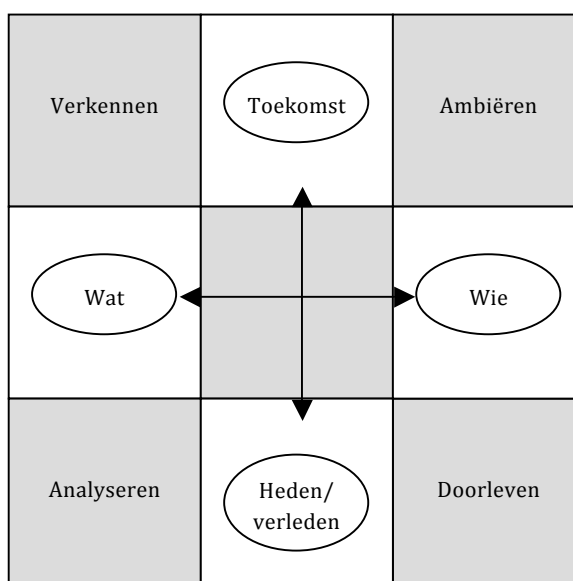 Verkennen
Toekomst
Ambiëren
Wat
Wie
Analyseren
Heden/
verleden
Doorleven